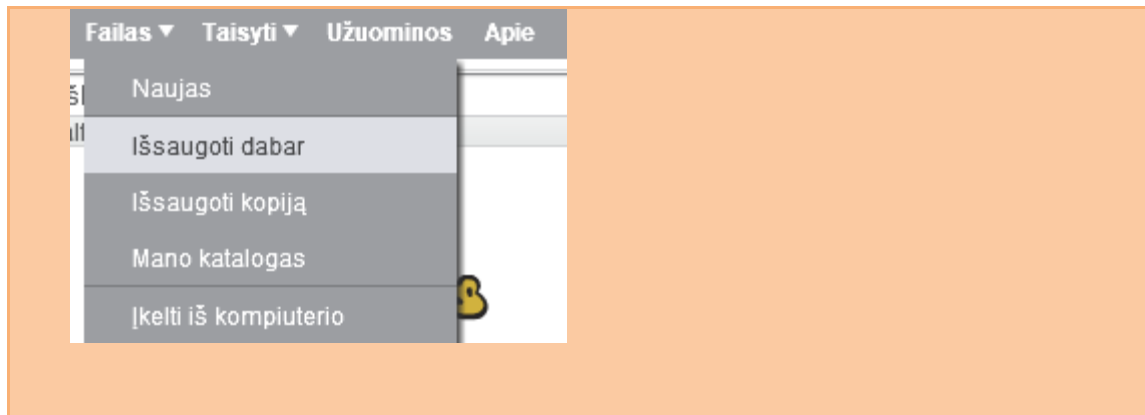 Failas ▼ Taisyti ▼ Užuominos Apie
Naujas
Išsaugoti dabar
Išsaugoti kopiją
Mano katalogas
Įkelti iš kompiuterio